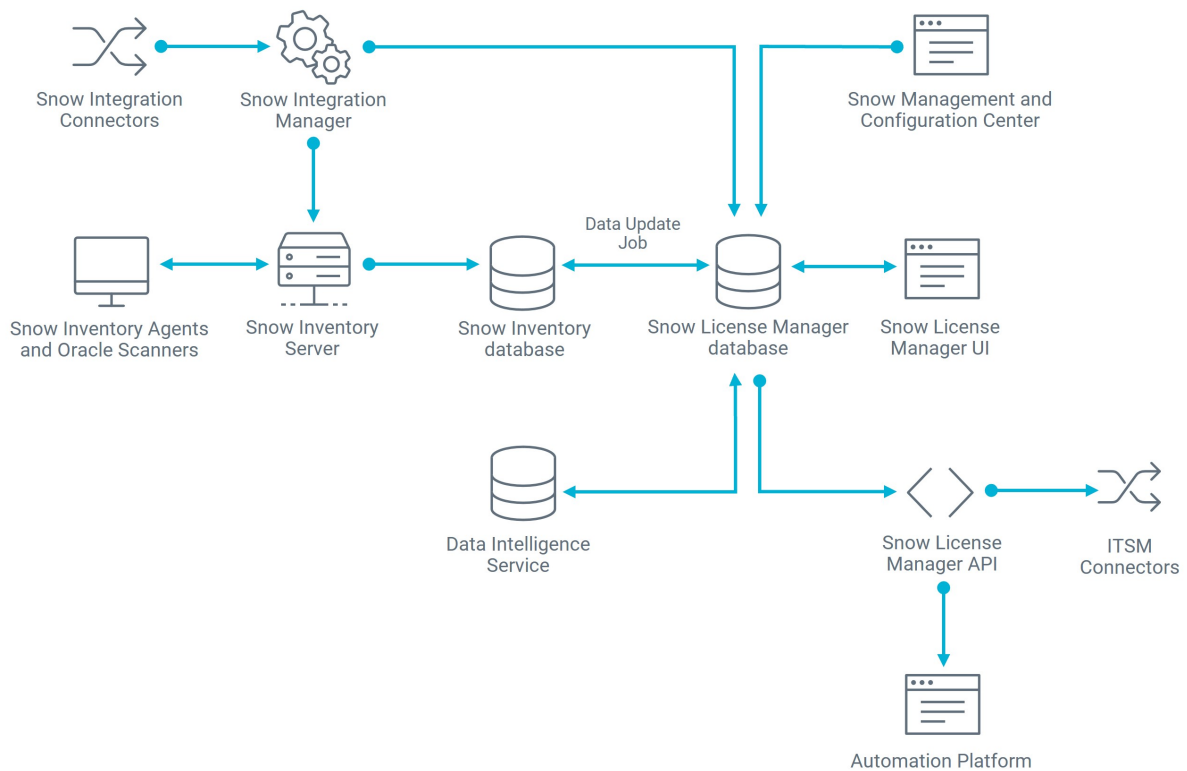 Snow Integration
Connectors
Snow Integration
Manager
Snow Management and
Configuration Center
Data Update
Job
Snow Inventory Agents
and Oracle Scanners
Snow Inventory
Server
Snow Inventory
database
Snow License Manager
database
Snow License
Manager UI
Data Intelligence
Service
Snow License
Manager API
ITSM
Connectors
Automation Platform